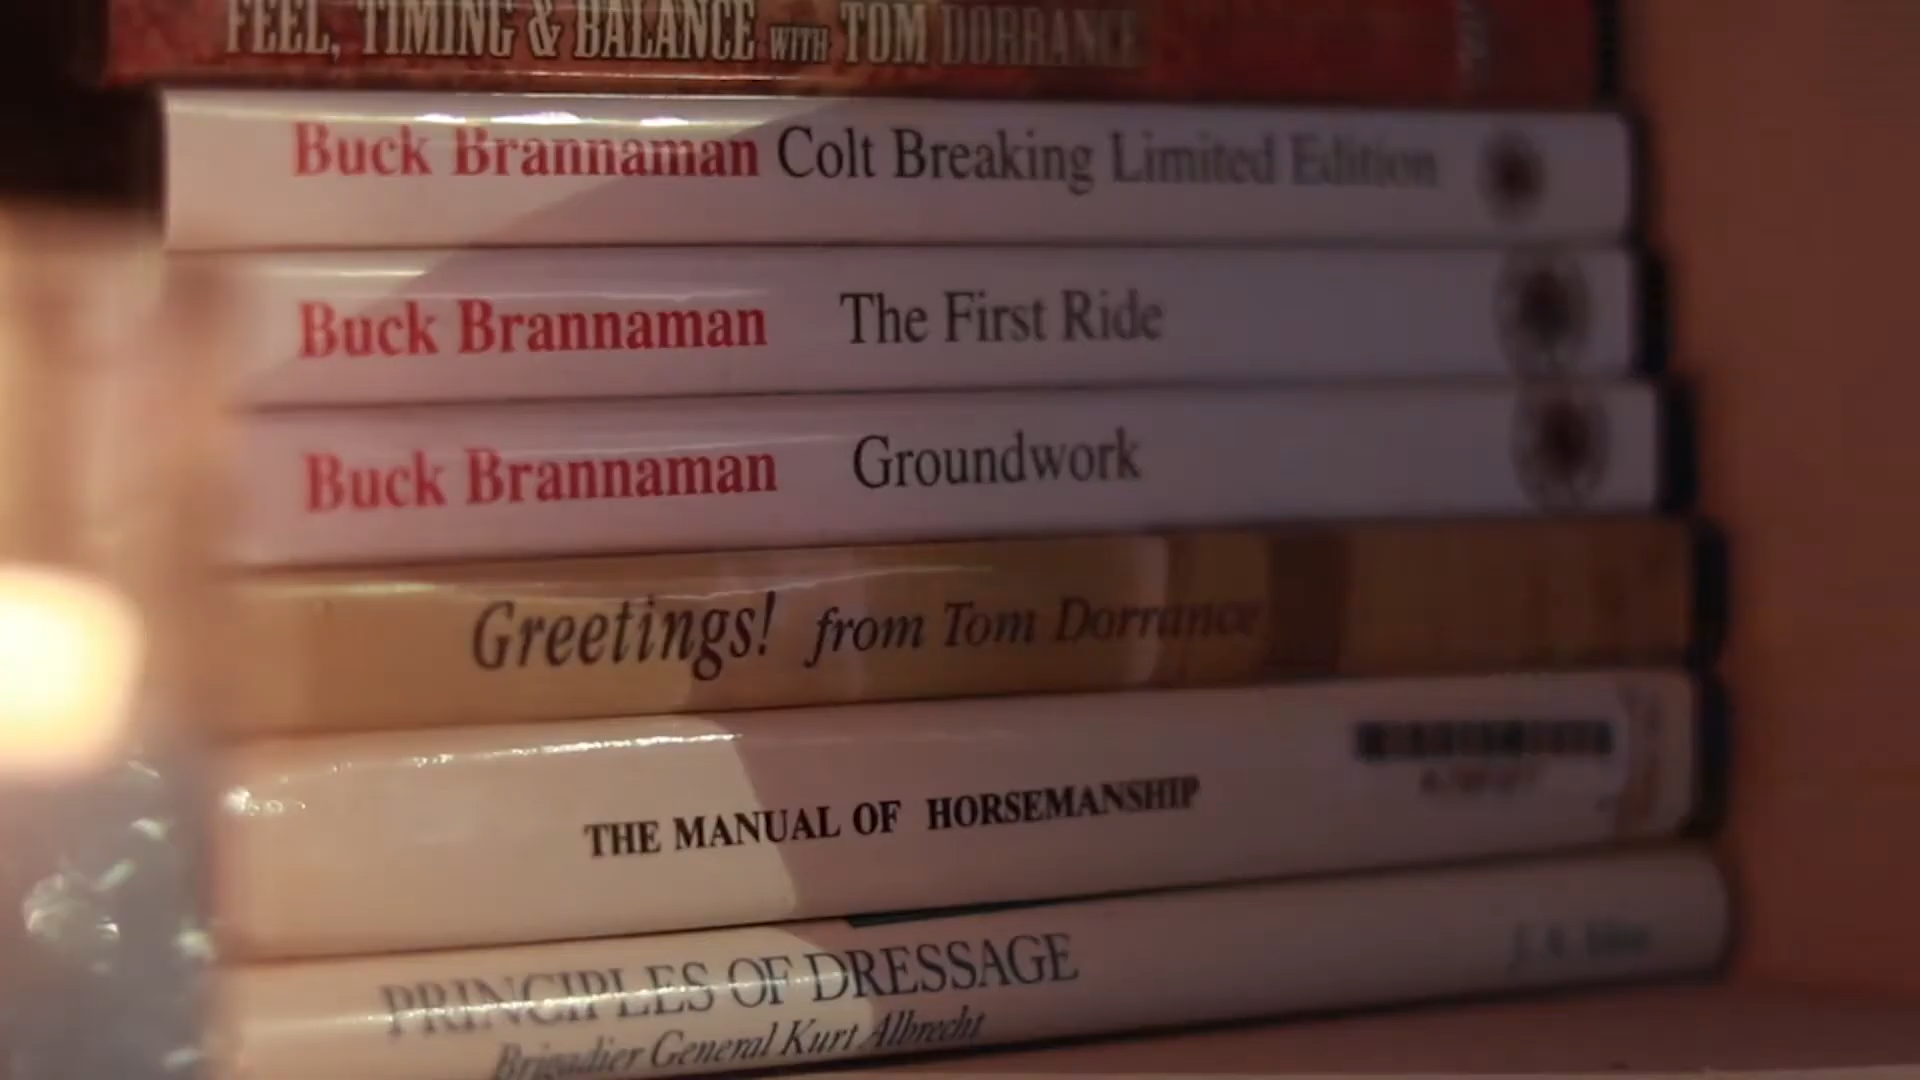 FEEL, TIMING & BALANCE WITH TOM DORRANCE
Buck Brannaman Colt Breaking Limited Edition
Buck Brannaman The First Ride
Buck Brannaman Groundwork
Greetings! from Tom Dorrance
THE MANUAL OF HORSEMANSHIP
PRINCIPLES OF DRESSAGE
Brigadier General Kurt Albrecht